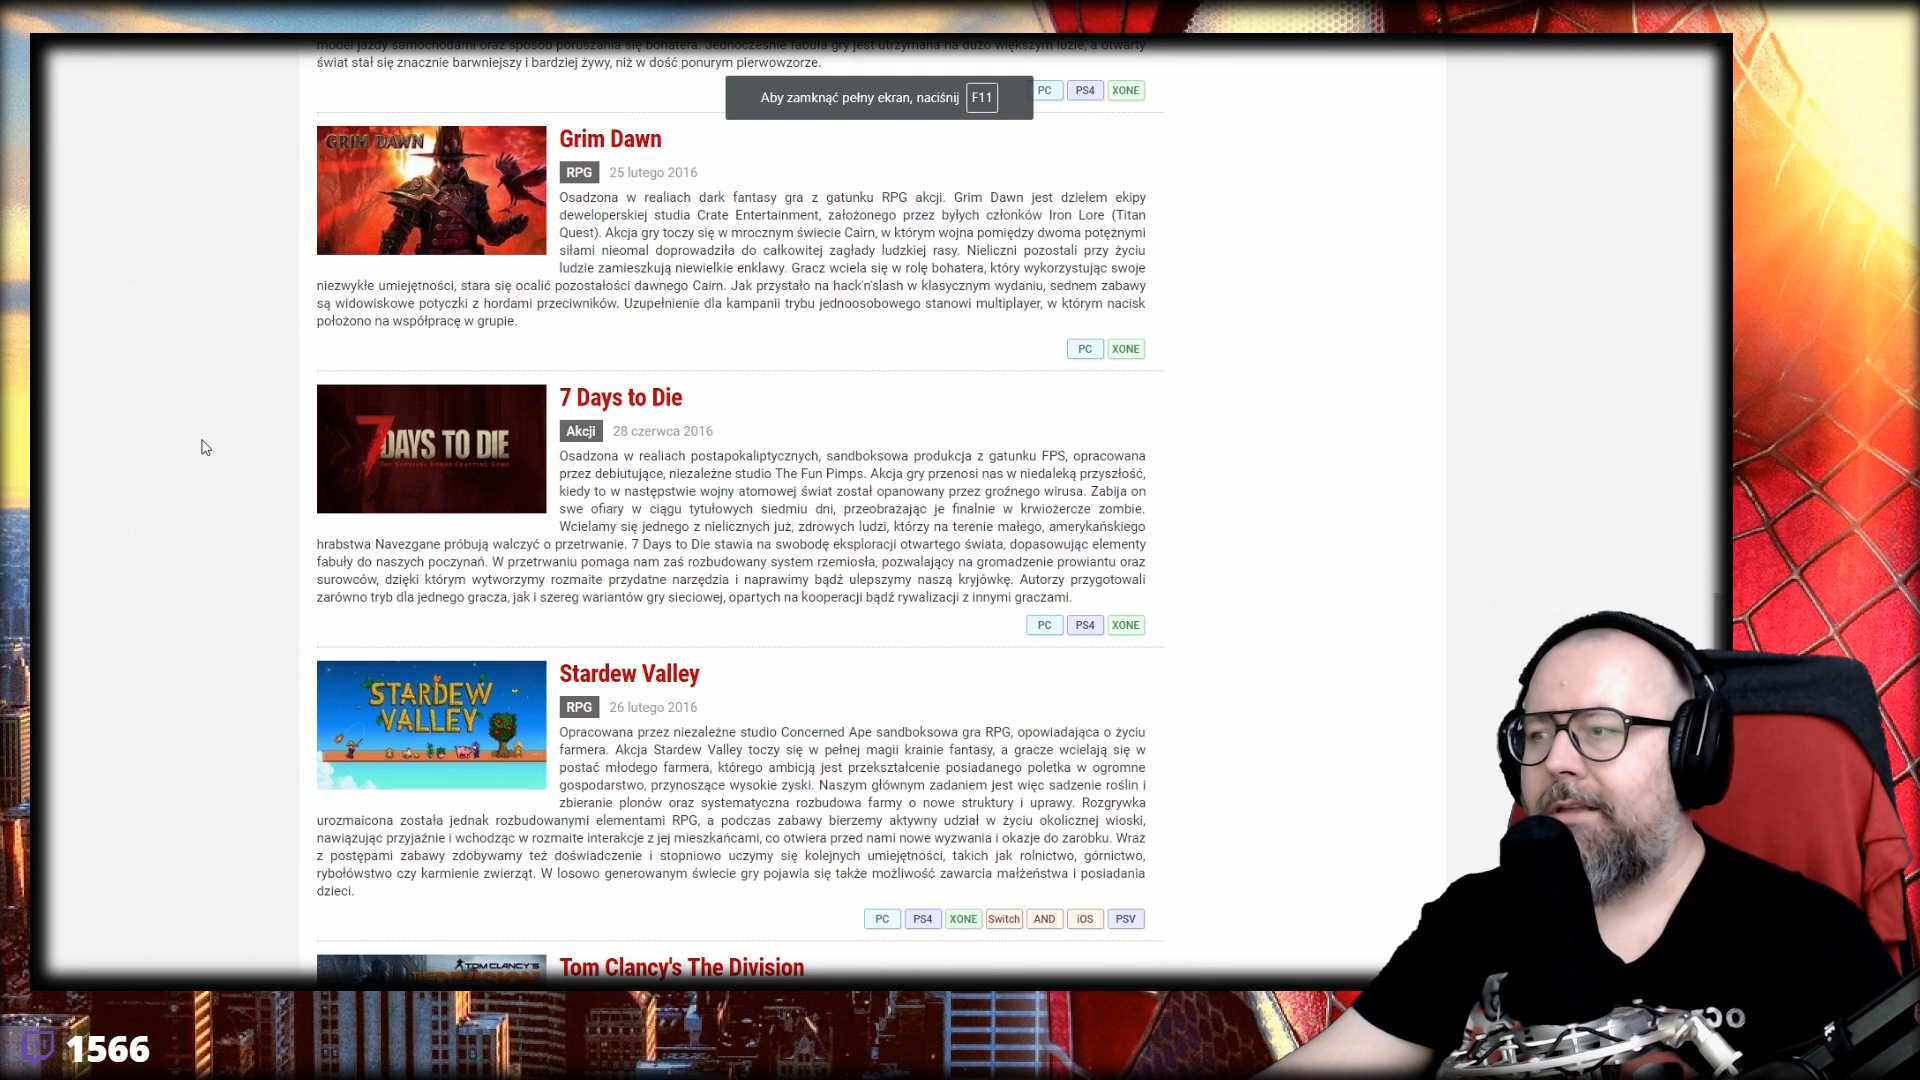 model jazdy samochodami oraz sposób poruszania się bohatera. Jednocześnie fabuła gry jest utrzymana na dużo większym luzie, a otwarty
świat stał się znacznie barwniejszy i bardziej żywy, niż w dość ponurym pierwowzorze.
Aby zamknąć pełny ekran, naciśnij F11
PC PS4 XONE
GRIM DAWN
Grim Dawn
RPG 25 lutego 2016
Osadzona w realiach dark fantasy gra z gatunku RPG akcji. Grim Dawn jest dziełem ekipy
deweloperskiej studia Crate Entertainment, założonego przez byłych członków Iron Lore (Titan
Quest). Akcja gry toczy się w mrocznym świecie Cairn, w którym wojna pomiędzy dwoma potężnymi
siłami nieomal doprowadziła do całkowitej zagłady ludzkiej rasy. Nieliczni pozostali przy życiu
ludzie zamieszkują niewielkie enklawy. Gracz wciela się w rolę bohatera, który wykorzystując swoje
niezwykłe umiejętności, stara się ocalić pozostałości dawnego Cairn. Jak przystało na hack'n'slash w klasycznym wydaniu, sednem zabawy
są widowiskowe potyczki z hordami przeciwników. Uzupełnienie dla kampanii trybu jednoosobowego stanowi multiplayer, w którym nacisk
położono na współpracę w grupie.
PC XONE
7 DAYS TO DIE
THE SURVIVAL HORDE CRAFTING GAME
7 Days to Die
Akcji 28 czerwca 2016
Osadzona w realiach postapokaliptycznych, sandboksowa produkcja z gatunku FPS, opracowana
przez debiutujące, niezależne studio The Fun Pimps. Akcja gry przenosi nas w niedaleką przyszłość,
kiedy to w następstwie wojny atomowej świat został opanowany przez groźnego wirusa. Zabija on
swe ofiary w ciągu tytułowych siedmiu dni, przeobrażając je finalnie w krwiożercze zombie.
Wcielamy się jednego z nielicznych już, zdrowych ludzi, którzy na terenie małego, amerykańskiego
hrabstwa Navezgane próbują walczyć o przetrwanie. 7 Days to Die stawia na swobodę eksploracji otwartego świata, dopasowując elementy
fabuły do naszych poczynań. W przetrwaniu pomaga nam zaś rozbudowany system rzemiosła, pozwalający na gromadzenie prowiantu oraz
surowców, dzięki którym wytworzymy rozmaite przydatne narzędzia i naprawimy bądź ulepszymy naszą kryjówkę. Autorzy przygotowali
zarówno tryb dla jednego gracza, jak i szereg wariantów gry sieciowej, opartych na kooperacji bądź rywalizacji z innymi graczami.
PC PS4 XONE
STARDEW
VALLEY
Stardew Valley
RPG 26 lutego 2016
Opracowana przez niezależne studio Concerned Ape sandboksowa gra RPG, opowiadająca o życiu
farmera. Akcja Stardew Valley toczy się w pełnej magii krainie fantasy, a gracze wcielają się w
postać młodego farmera, którego ambicją jest przekształcenie posiadanego poletka w ogromne
gospodarstwo, przynoszące wysokie zyski. Naszym głównym zadaniem jest więc sadzenie roślin i
zbieranie plonów oraz systematyczna rozbudowa farmy o nowe struktury i uprawy. Rozgrywka
urozmaicona została jednak rozbudowanymi elementami RPG, a podczas zabawy bierzemy aktywny udział w życiu okolicznej wioski,
nawiązując przyjaźnie i wchodząc w rozmaite interakcje z jej mieszkańcami, co otwiera przed nami nowe wyzwania i okazje do zarobku. Wraz
z postępami zabawy zdobywamy też doświadczenie i stopniowo uczymy się kolejnych umiejętności, takich jak rolnictwo, górnictwo,
rybołówstwo czy karmienie zwierząt. W losowo generowanym świecie gry pojawia się także możliwość zawarcia małżeństwa i posiadania
dzieci.
PC PS4 XONE Switch AND iOS PSV
TOM CLANCY'S
Tom Clancy's The Division
1566